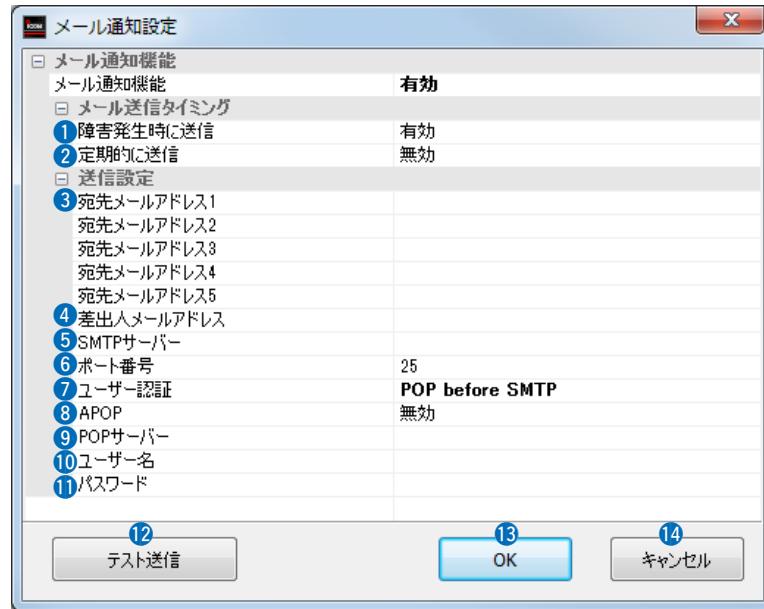 ICOM メール通知設定
メール通知機能
メール通知機能 有効
メール送信タイミング
1 障害発生時に送信 有効
2 定期的に送信 無効
送信設定
3 宛先メールアドレス1
宛先メールアドレス2
宛先メールアドレス3
宛先メールアドレス4
宛先メールアドレス5
4 差出人メールアドレス
5 SMTPサーバー
6 ポート番号 25
7 ユーザー認証 POP before SMTP
8 APOP 無効
9 POPサーバー
10 ユーザー名
11 パスワード
12 13 14
テスト送信 OK キャンセル